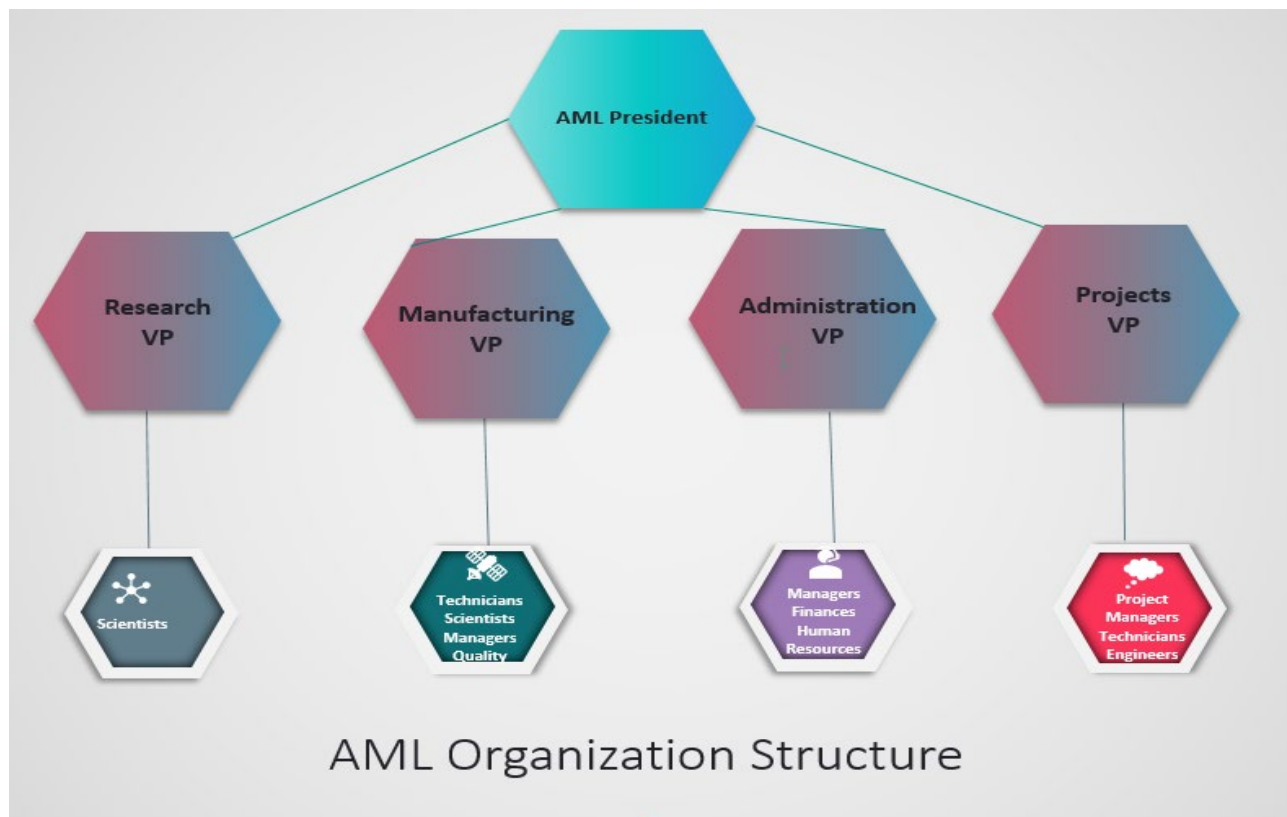 AML President
Research
VP
Manufacturing
VP
Administration
VP
Projects
VP
Scientists
Technicians
Scientists
Managers
Quality
Managers
Finances
Human
Resources
Project
Managers
Technicians
Engineers
AML Organization Structure